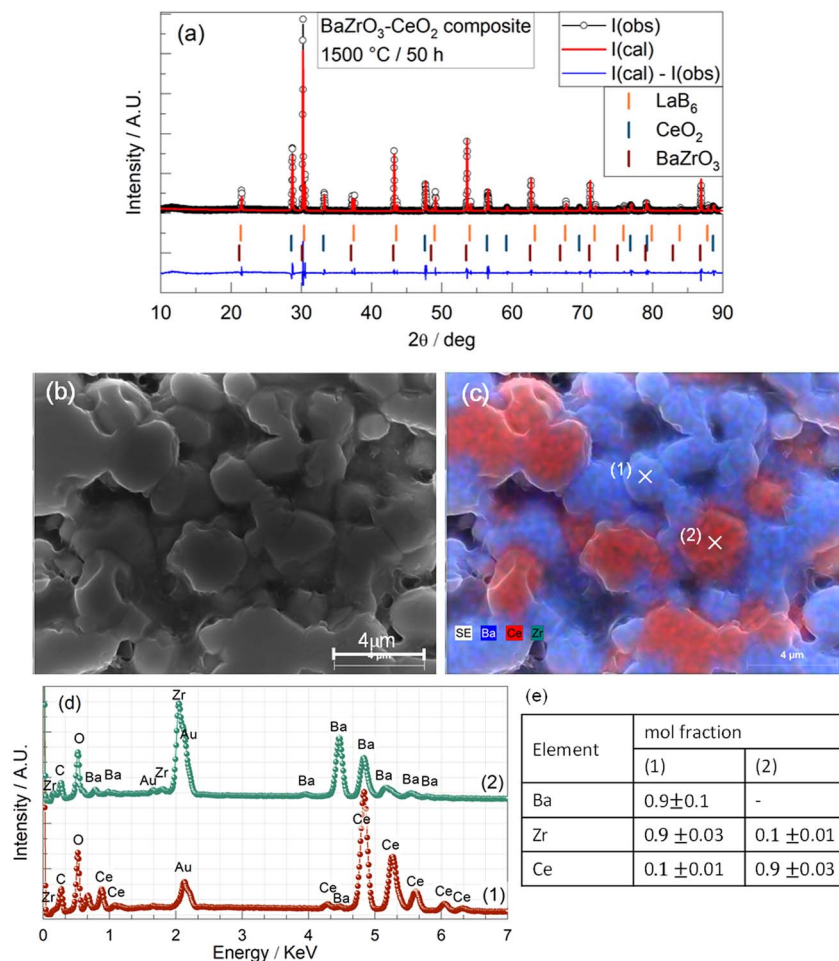 (a)
BaZrO₃-CeO₂ composite
1500 °C / 50 h
I(obs)
I(cal)
I(cal) - I(obs)
LaB₆
CeO₂
BaZrO₃
Intensity / A.U.
10 20 30 40 50 60 70 80 90
2θ / deg
(b)
4µm
4 µm
(c)
(1)
(2)
SE Ba Ce Zr
4 µm
(d)
Zr
Au
Ba
Ba
O
Zr C Ba Ba Au Zr Ba Ba Ba Ba
(2)
Ce
Ce
O
Au
Ce
Zr C Ce Ce Ce Ba Ce Ce
(1)
Intensity / A.U.
0 1 2 3 4 5 6 7
Energy / KeV
(e)
Element mol fraction
(1) (2)
Ba 0.9±0.1 -
Zr 0.9 ±0.03 0.1 ±0.01
Ce 0.1 ±0.01 0.9 ±0.03